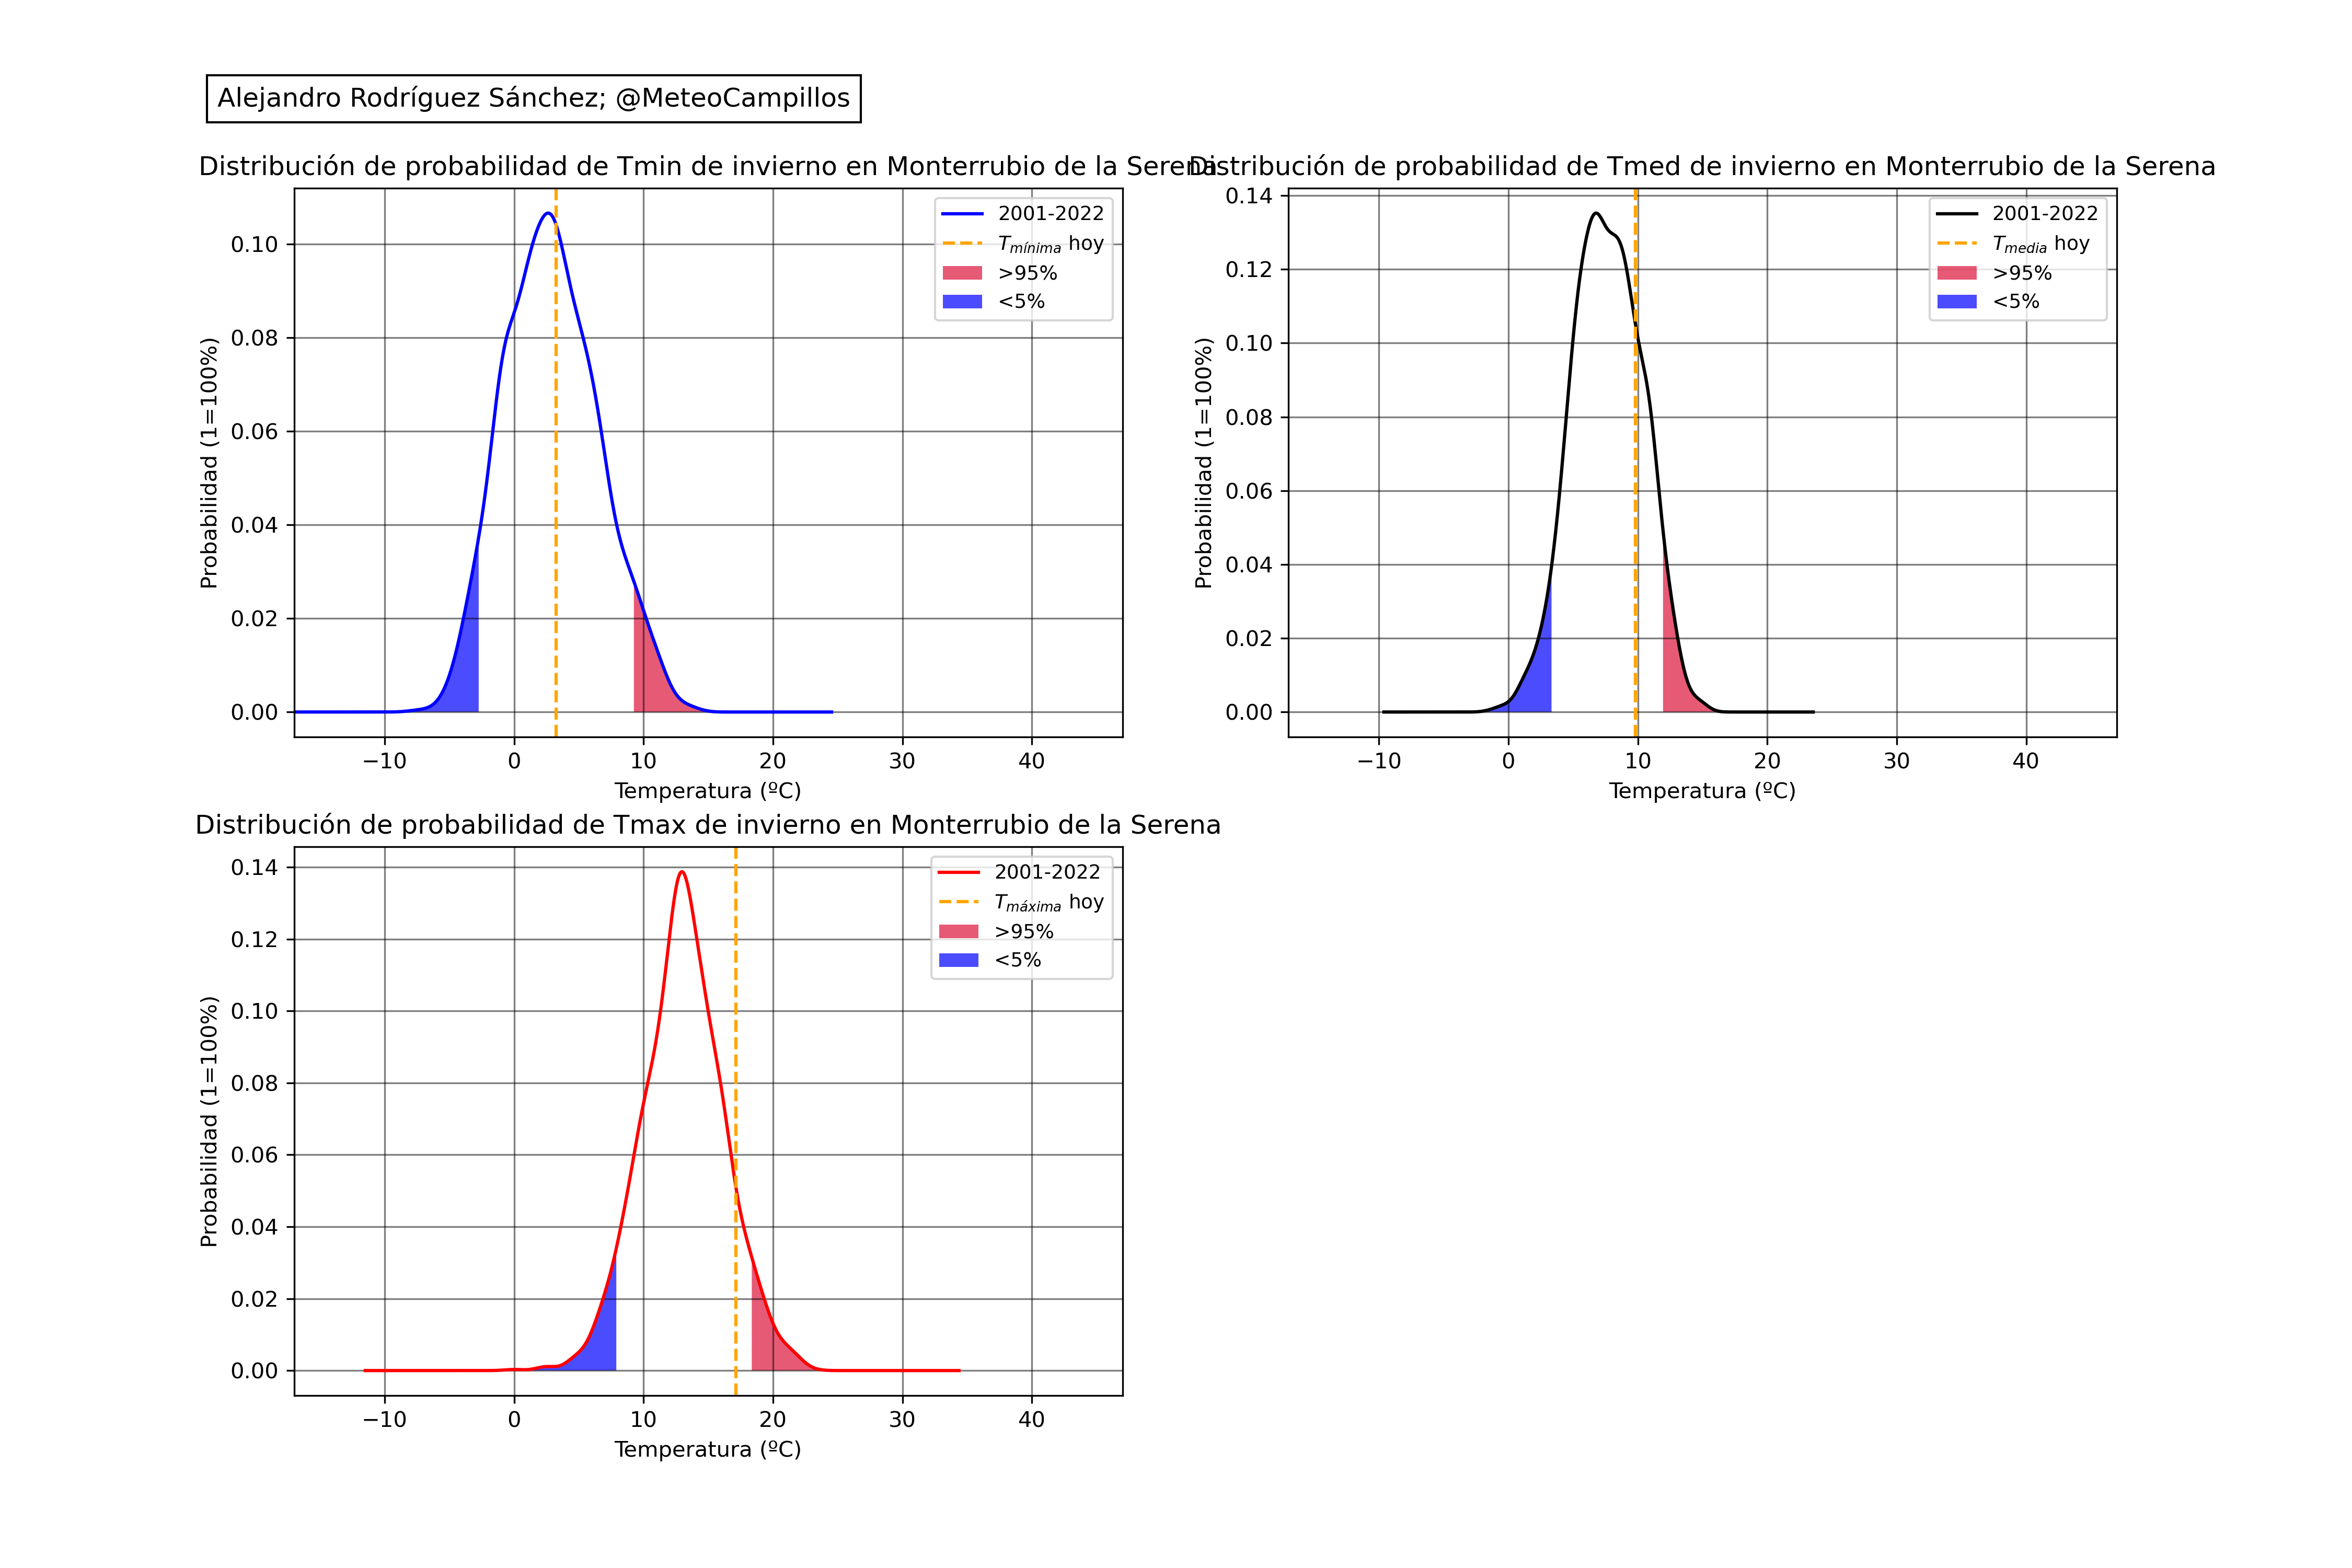 Alejandro Rodríguez Sánchez; @MeteoCampillos
Distribución de probabilidad de Tmin de invierno en Monterrubio de la Serena
0.10
0.08
0.06
0.04
0.02
0.00
Probabilidad (1=100%)
2001-2022
Tmínima hoy
>95%
<5%
−10 0 10 20 30 40
Temperatura (ºC)
Distribución de probabilidad de Tmed de invierno en Monterrubio de la Serena
0.14
0.12
0.10
0.08
0.06
0.04
0.02
0.00
Probabilidad (1=100%)
2001-2022
Tmedia hoy
>95%
<5%
−10 0 10 20 30 40
Temperatura (ºC)
Distribución de probabilidad de Tmax de invierno en Monterrubio de la Serena
0.14
0.12
0.10
0.08
0.06
0.04
0.02
0.00
Probabilidad (1=100%)
2001-2022
Tmáxima hoy
>95%
<5%
−10 0 10 20 30 40
Temperatura (ºC)